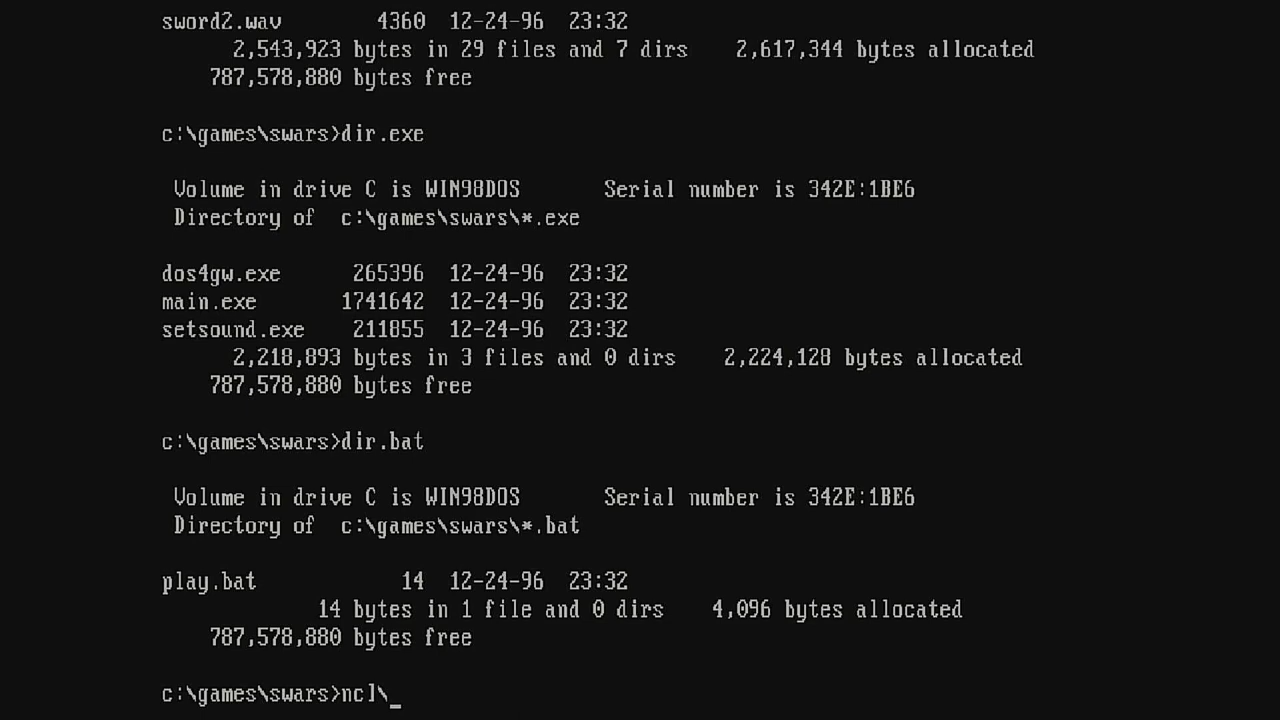 sword2.wav        4360  12-24-96  23:32
      2,543,923 bytes in 29 files and 7 dirs    2,617,344 bytes allocated
    787,578,880 bytes free
c:\games\swars>dir.exe
 Volume in drive C is WIN98DOS       Serial number is 342E:1BE6
 Directory of  c:\games\swars\*.exe
dos4gw.exe      265396  12-24-96  23:32
main.exe       1741642  12-24-96  23:32
setsound.exe    211855  12-24-96  23:32
      2,218,893 bytes in 3 files and 0 dirs    2,224,128 bytes allocated
    787,578,880 bytes free
c:\games\swars>dir.bat
 Volume in drive C is WIN98DOS       Serial number is 342E:1BE6
 Directory of  c:\games\swars\*.bat
play.bat            14  12-24-96  23:32
             14 bytes in 1 file and 0 dirs    4,096 bytes allocated
    787,578,880 bytes free
c:\games\swars>nc]\_